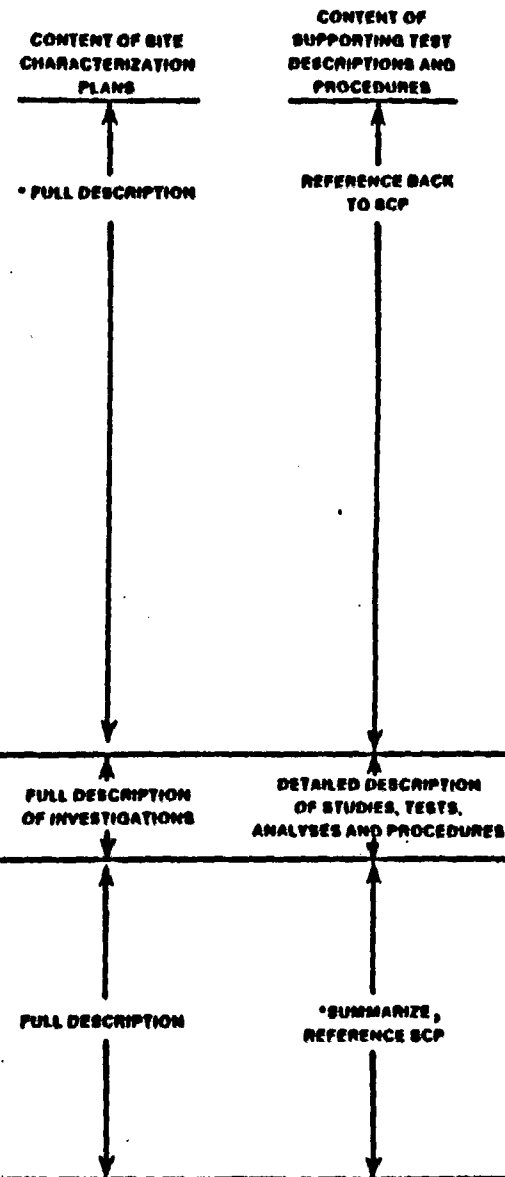 CONTENT OF SITE
CHARACTERIZATION
PLANS
CONTENT OF
SUPPORTING TEST
DESCRIPTIONS AND
PROCEDURES
* FULL DESCRIPTION
REFERENCE BACK
TO SCP
FULL DESCRIPTION
OF INVESTIGATIONS
DETAILED DESCRIPTION
OF STUDIES, TESTS,
ANALYSES AND PROCEDURES
FULL DESCRIPTION
*SUMMARIZE,
REFERENCE SCP